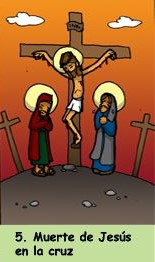 5. Muerte de Jesús
en la cruz